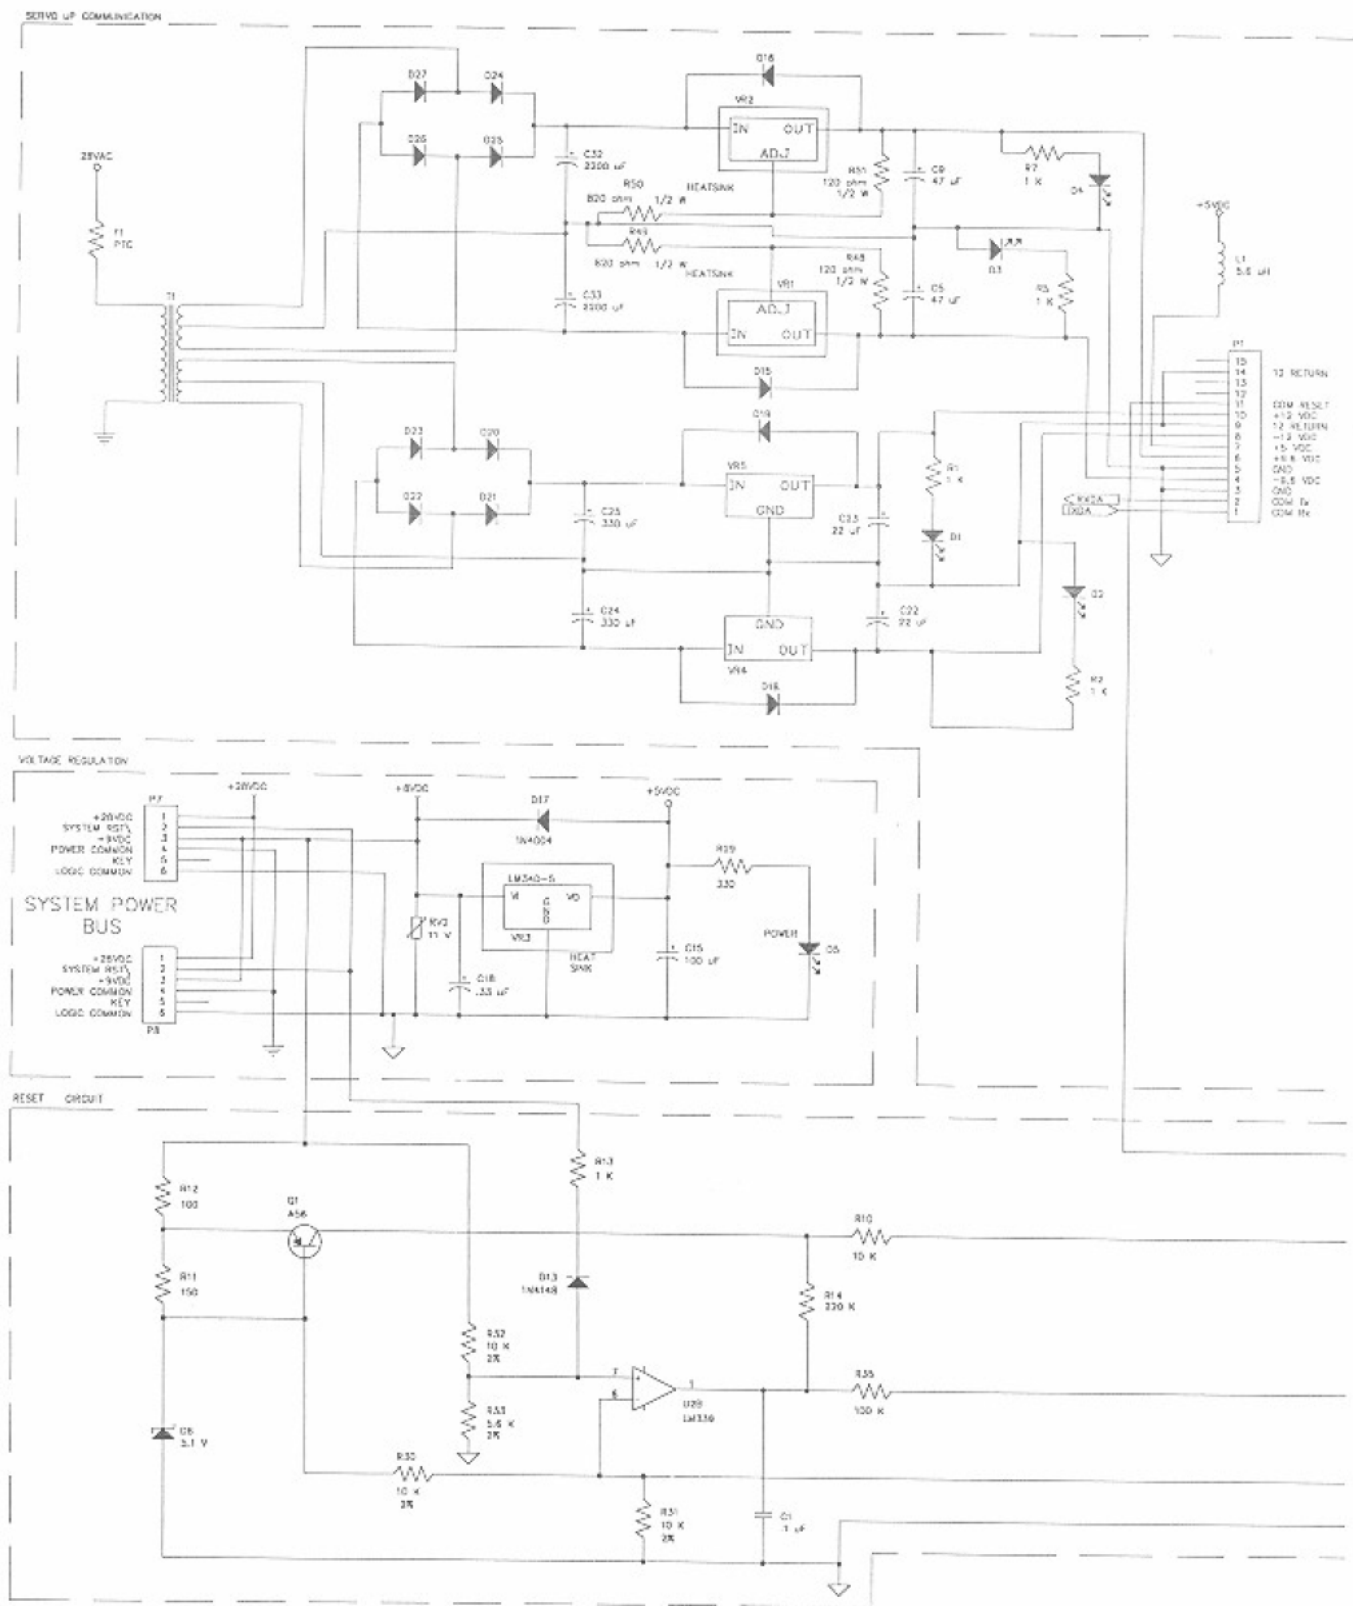 SERVO UP COMMUNICATION
D27
D24
D16
VR2
IN OUT
ADJ
28VAC
D26
D25
C32
2200 uF
R51
120 ohm
1/2 W
C9
47 uF
R7
1 K
D4
R50
820 ohm 1/2 W
HEATSINK
+5VDC
F1
PTC
R49
820 ohm 1/2 W
HEATSINK
R48
120 ohm
1/2 W
D3
L1
5.6 uH
T1
C33
2200 uF
VR1
ADJ
IN OUT
C5
47 uF
R5
1 K
P1
15
14 12 RETURN
13
12
11 COM RESET
10 +12 VDC
9 12 RETURN
8 -12 VDC
7 +5 VDC
6 +9.5 VDC
5 GND
4 -9.5 VDC
3 GND
2 COM Tx
1 COM Rx
RXDA
TXDA
D15
D19
D23
D20
VR5
IN OUT
GND
R1
1 K
D22
D21
C25
330 uF
C23
22 uF
D1
C24
330 uF
GND
IN OUT
VR4
C22
22 uF
D2
D18
R2
1 K
VOLTAGE REGULATION
+28VDC
P7
+28VDC 1
SYSTEM RST\ 2
+9VDC 3
POWER COMMON 4
KEY 5
LOGIC COMMON 6
SYSTEM POWER
BUS
+28VDC 1
SYSTEM RST\ 2
+9VDC 3
POWER COMMON 4
KEY 5
LOGIC COMMON 6
P8
D17
1N4004
+5VDC
LM340-5
VI GND VO
VR3
HEAT
SINK
R29
330
RV2
11 V
C18
.33 uF
C15
100 uF
POWER
RESET CIRCUIT
R13
1 K
R12
100
Q1
A56
R10
10 K
R11
150
D13
1N4148
R14
220 K
R32
10 K
2%
7
6
1
U2B
LM339
R35
100 K
R33
5.6 K
2%
D6
5.1 V
R30
10 K
2%
R31
10 K
2%
C1
.1 uF